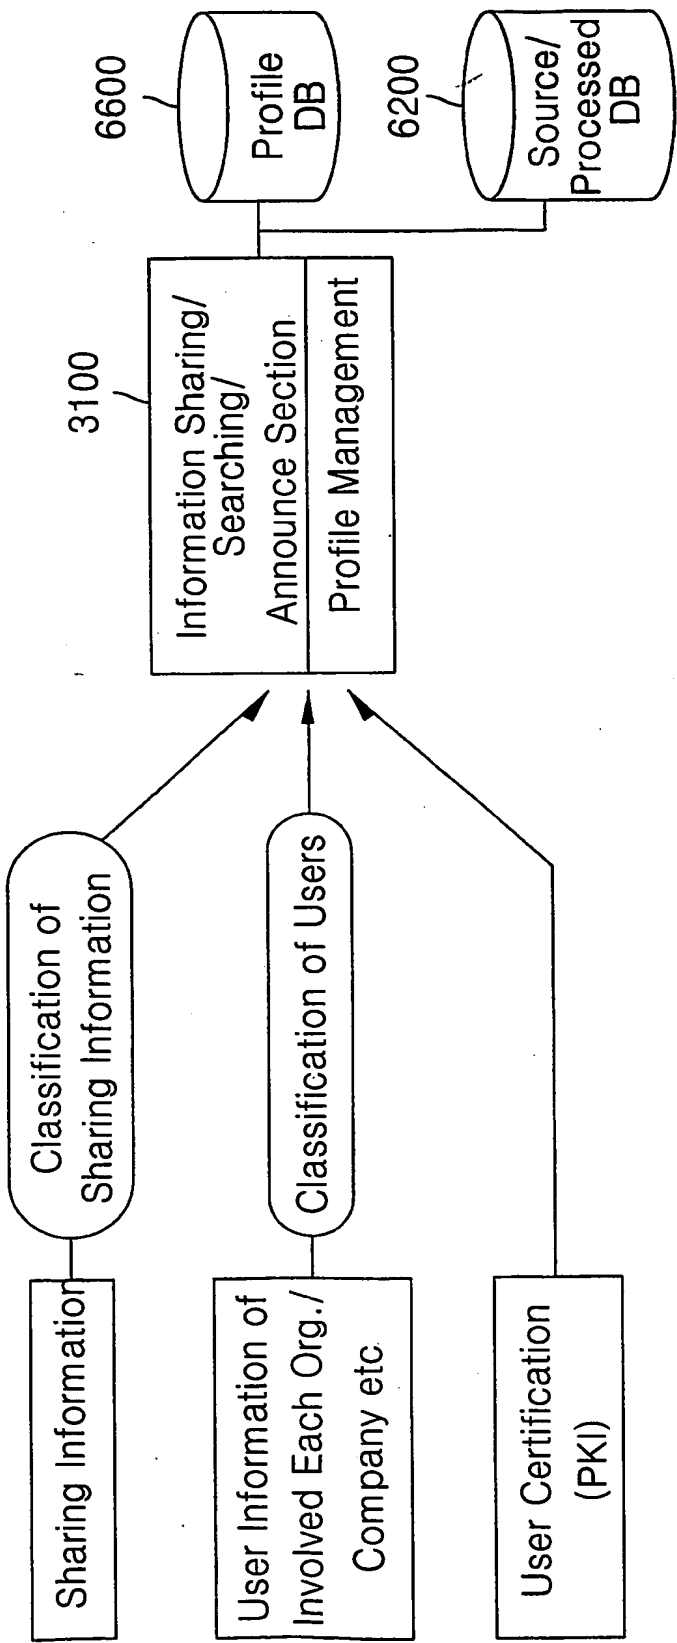 Sharing Information
Classification of
Sharing Information
User Information of
Involved Each Org./
Company etc
Classification of Users
User Certification
(PKI)
3100
Information Sharing/
Searching/
Announce Section
Profile Management
6600
Profile
DB
6200
Source/
Processed
DB